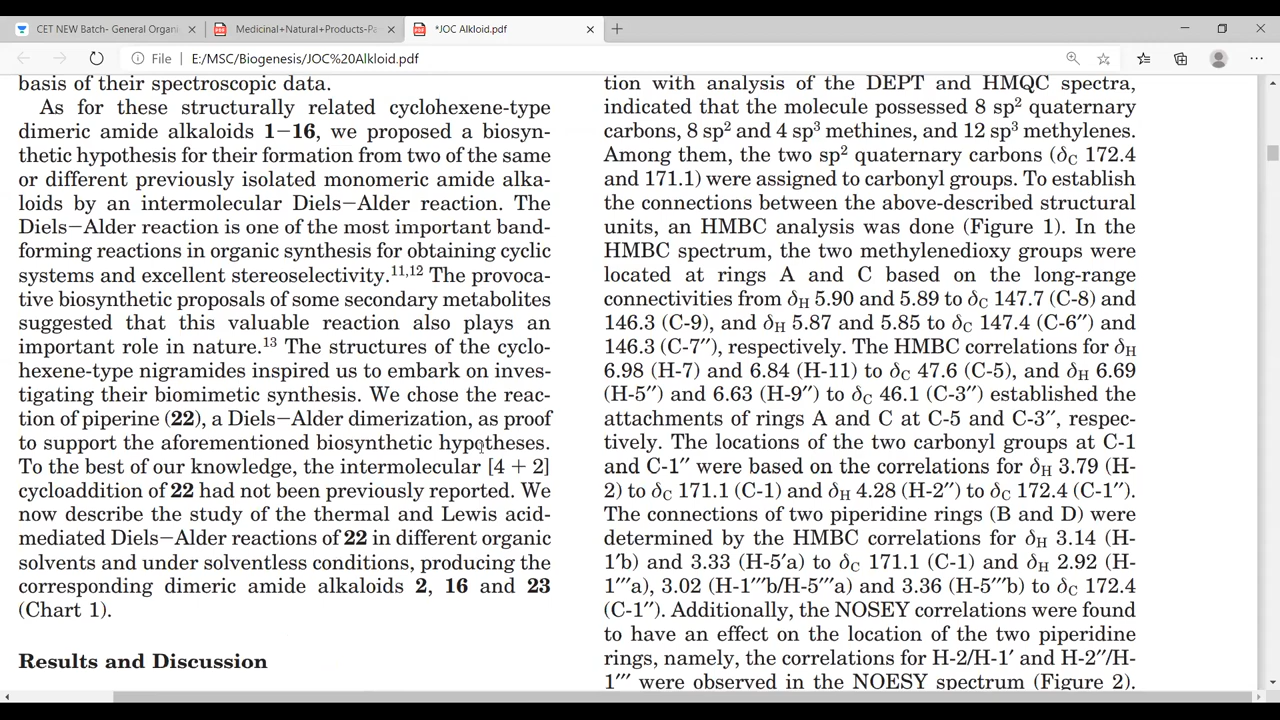 CET NEW Batch- General Organi
Medicinal+Natural+Products-Pa
*JOC Alkloid.pdf
File
E:/MSC/Biogenesis/JOC%20Alkloid.pdf
basis of their spectroscopic data.
As for these structurally related cyclohexene-type
dimeric amide alkaloids 1−16, we proposed a biosyn-
thetic hypothesis for their formation from two of the same
or different previously isolated monomeric amide alka-
loids by an intermolecular Diels−Alder reaction. The
Diels−Alder reaction is one of the most important band-
forming reactions in organic synthesis for obtaining cyclic
systems and excellent stereoselectivity.¹¹,¹² The provoca-
tive biosynthetic proposals of some secondary metabolites
suggested that this valuable reaction also plays an
important role in nature.¹³ The structures of the cyclo-
hexene-type nigramides inspired us to embark on inves-
tigating their biomimetic synthesis. We chose the reac-
tion of piperine (22), a Diels−Alder dimerization, as proof
to support the aforementioned biosynthetic hypotheses.
To the best of our knowledge, the intermolecular [4 + 2]
cycloaddition of 22 had not been previously reported. We
now describe the study of the thermal and Lewis acid-
mediated Diels−Alder reactions of 22 in different organic
solvents and under solventless conditions, producing the
corresponding dimeric amide alkaloids 2, 16 and 23
(Chart 1).
Results and Discussion
tion with analysis of the DEPT and HMQC spectra,
indicated that the molecule possessed 8 sp² quaternary
carbons, 8 sp² and 4 sp³ methines, and 12 sp³ methylenes.
Among them, the two sp² quaternary carbons (δC 172.4
and 171.1) were assigned to carbonyl groups. To establish
the connections between the above-described structural
units, an HMBC analysis was done (Figure 1). In the
HMBC spectrum, the two methylenedioxy groups were
located at rings A and C based on the long-range
connectivities from δH 5.90 and 5.89 to δC 147.7 (C-8) and
146.3 (C-9), and δH 5.87 and 5.85 to δC 147.4 (C-6″) and
146.3 (C-7″), respectively. The HMBC correlations for δH
6.98 (H-7) and 6.84 (H-11) to δC 47.6 (C-5), and δH 6.69
(H-5″) and 6.63 (H-9″) to δC 46.1 (C-3″) established the
attachments of rings A and C at C-5 and C-3″, respec-
tively. The locations of the two carbonyl groups at C-1
and C-1″ were based on the correlations for δH 3.79 (H-
2) to δC 171.1 (C-1) and δH 4.28 (H-2″) to δC 172.4 (C-1″).
The connections of two piperidine rings (B and D) were
determined by the HMBC correlations for δH 3.14 (H-
1′b) and 3.33 (H-5′a) to δC 171.1 (C-1) and δH 2.92 (H-
1‴a), 3.02 (H-1‴b/H-5‴a) and 3.36 (H-5‴b) to δC 172.4
(C-1″). Additionally, the NOSEY correlations were found
to have an effect on the location of the two piperidine
rings, namely, the correlations for H-2/H-1′ and H-2″/H-
1‴ were observed in the NOESY spectrum (Figure 2).